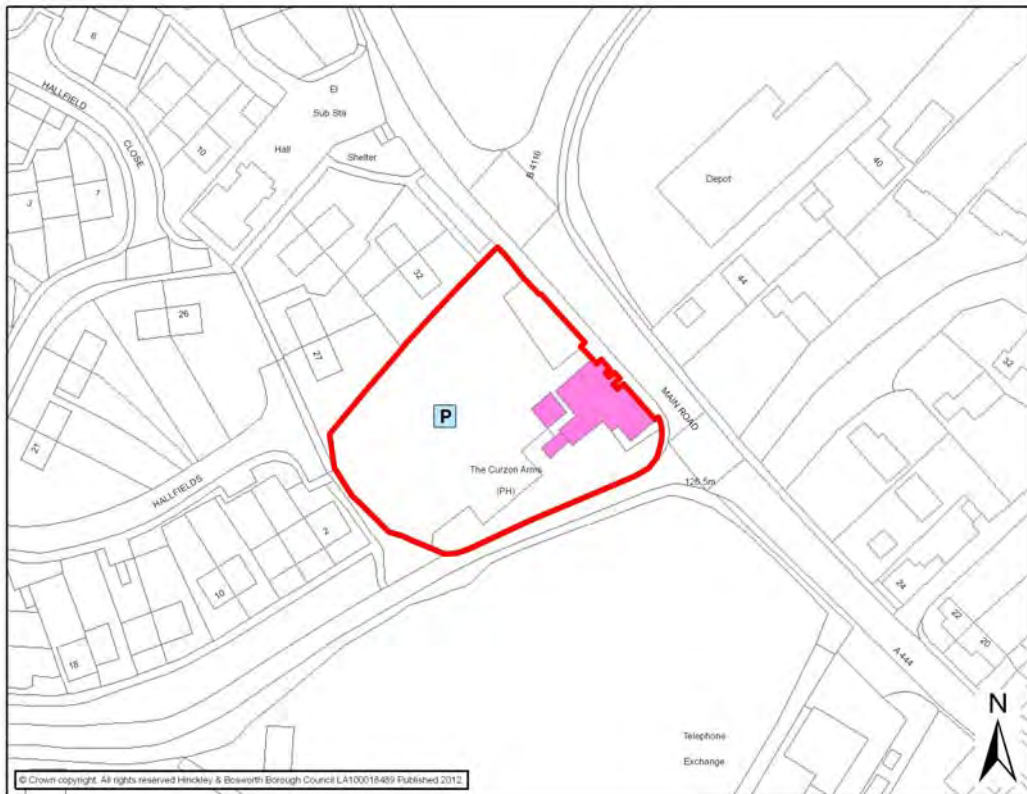 8
HALLFIELD
CLOSE
10
El
Sub Sta
Hall
Shelter
B 4116
Depot
40
3
7
44
32
26
27
32
MAIN ROAD
P
21
The Curzon Arms
(PH)
126.5m
HALLFIELDS
2
10
18
24
22
20
A 444
Telephone
Exchange
N
© Crown copyright. All rights reserved Hinckley & Bosworth Borough Council LA100018489 Published 2012